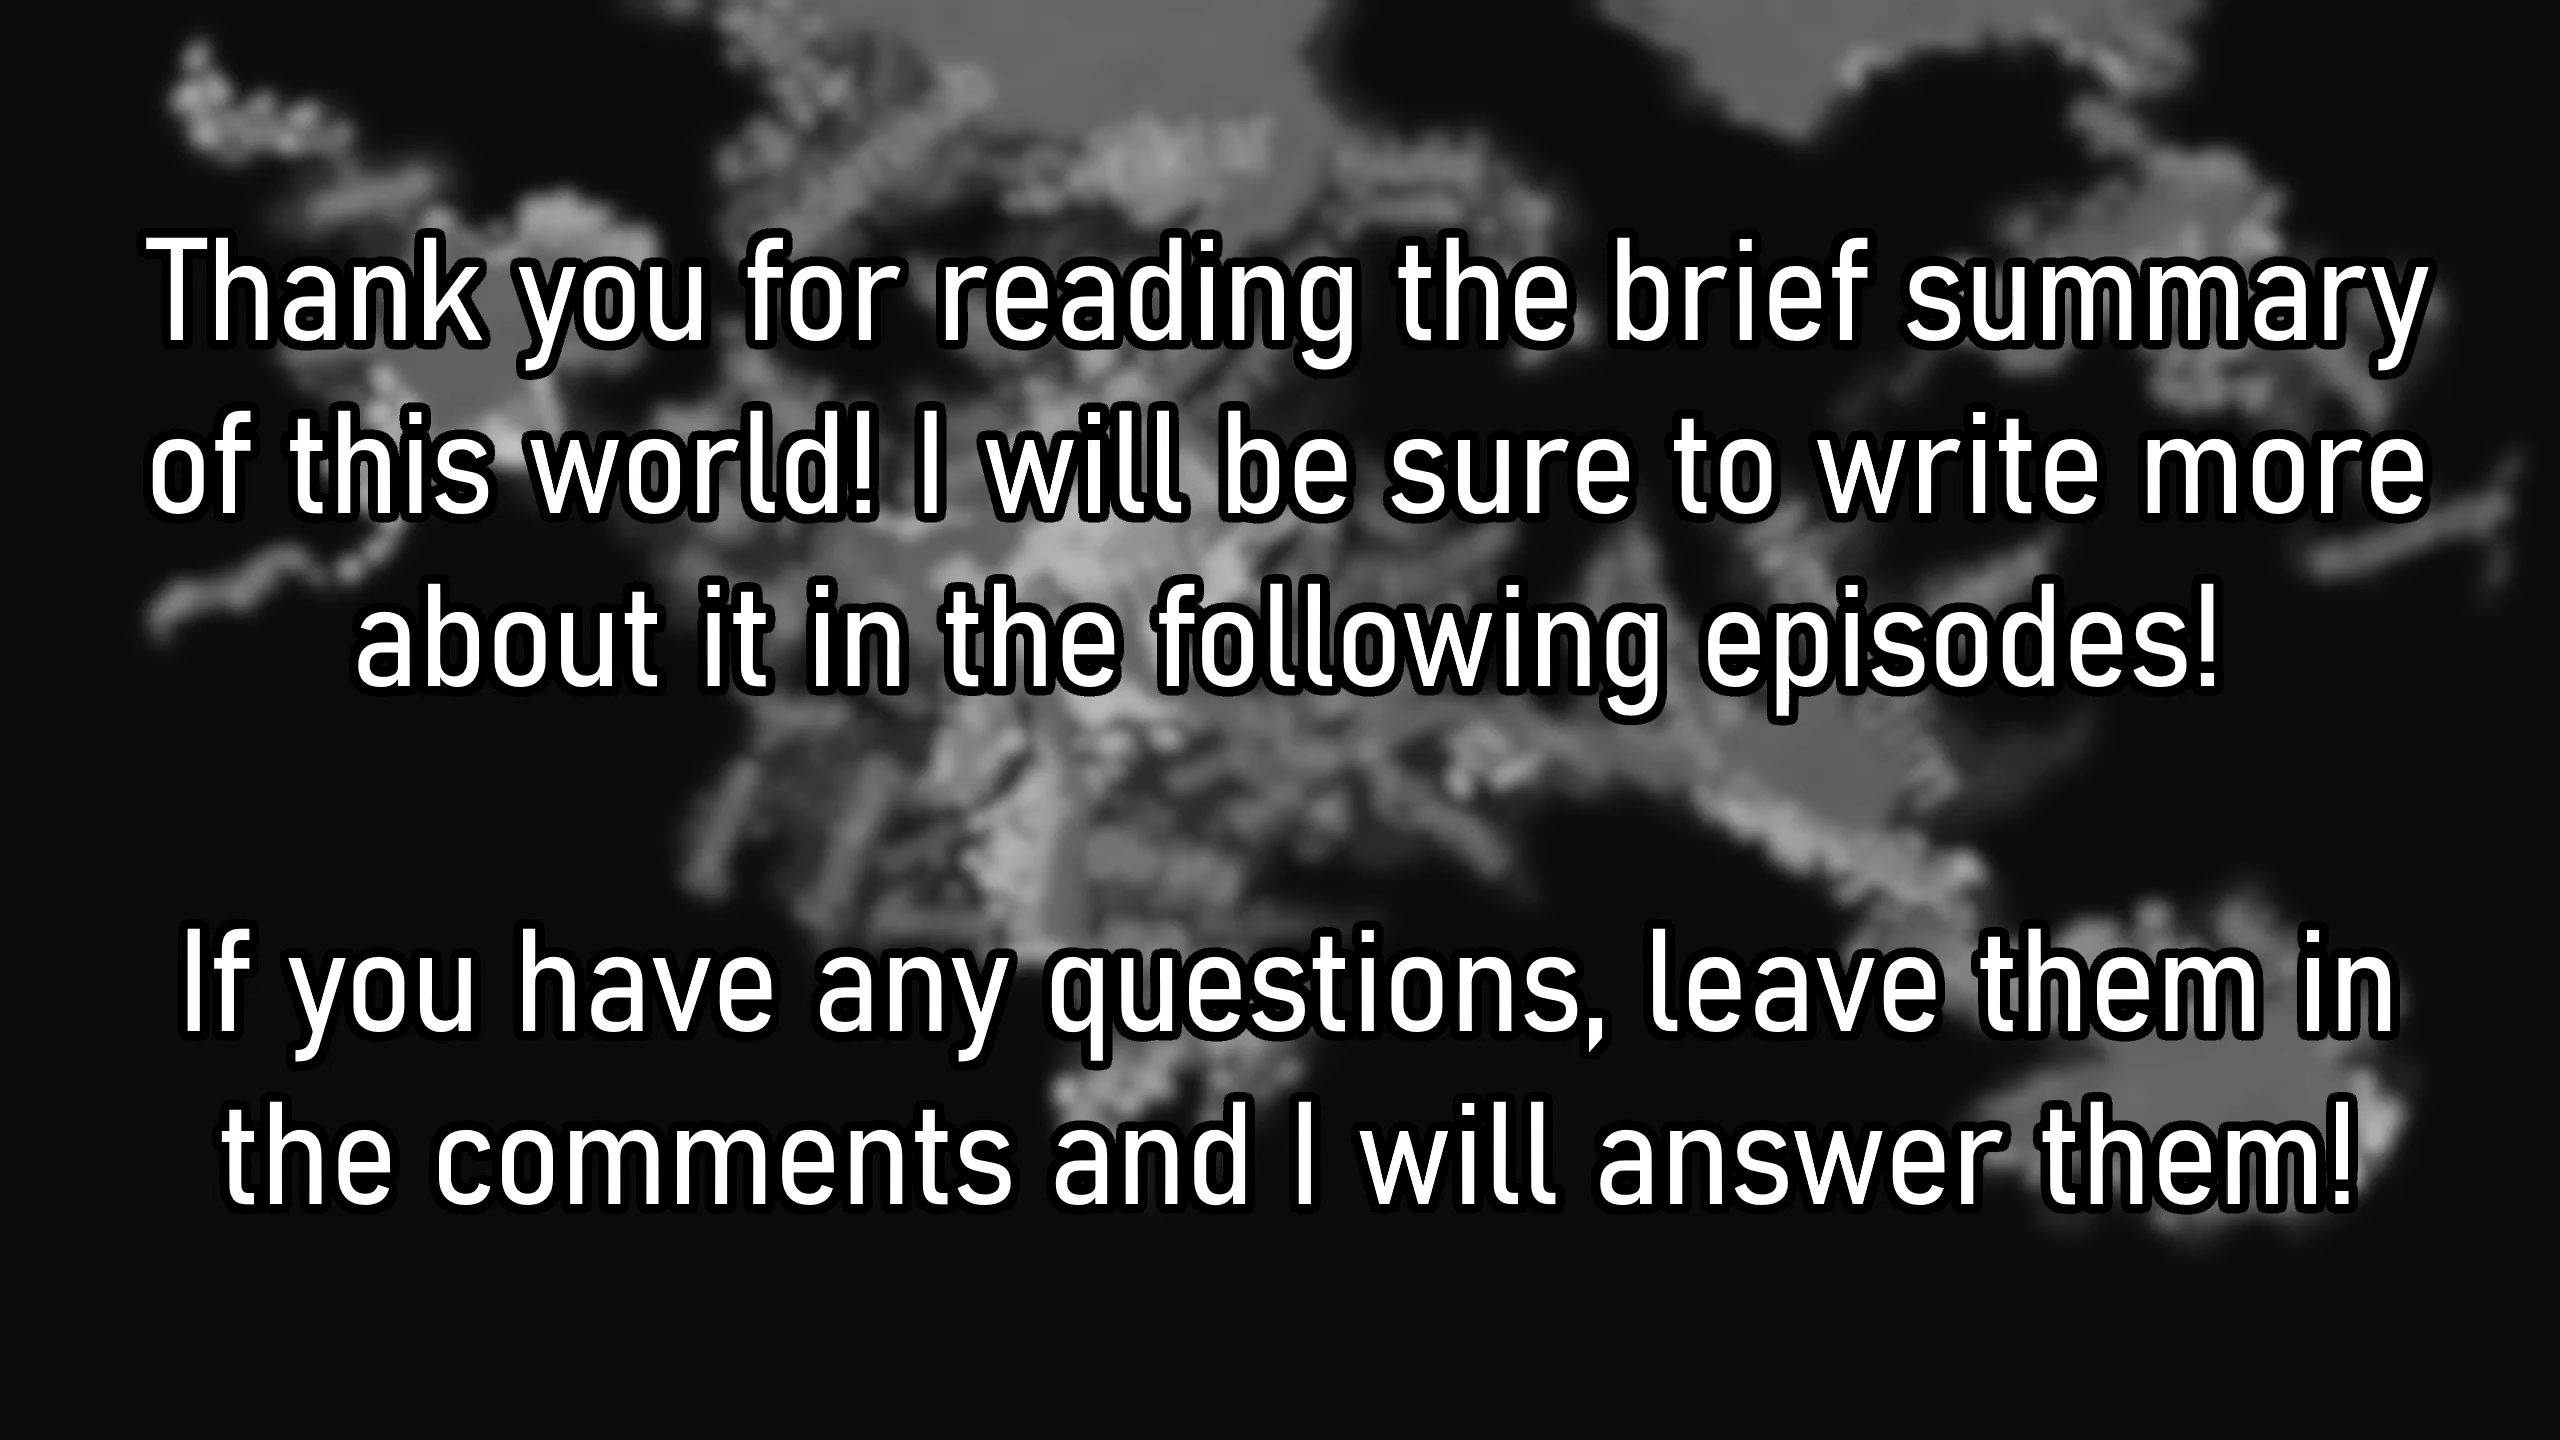 Thank you for reading the brief summary
of this world! I will be sure to write more
about it in the following episodes!
If you have any questions, leave them in
the comments and I will answer them!